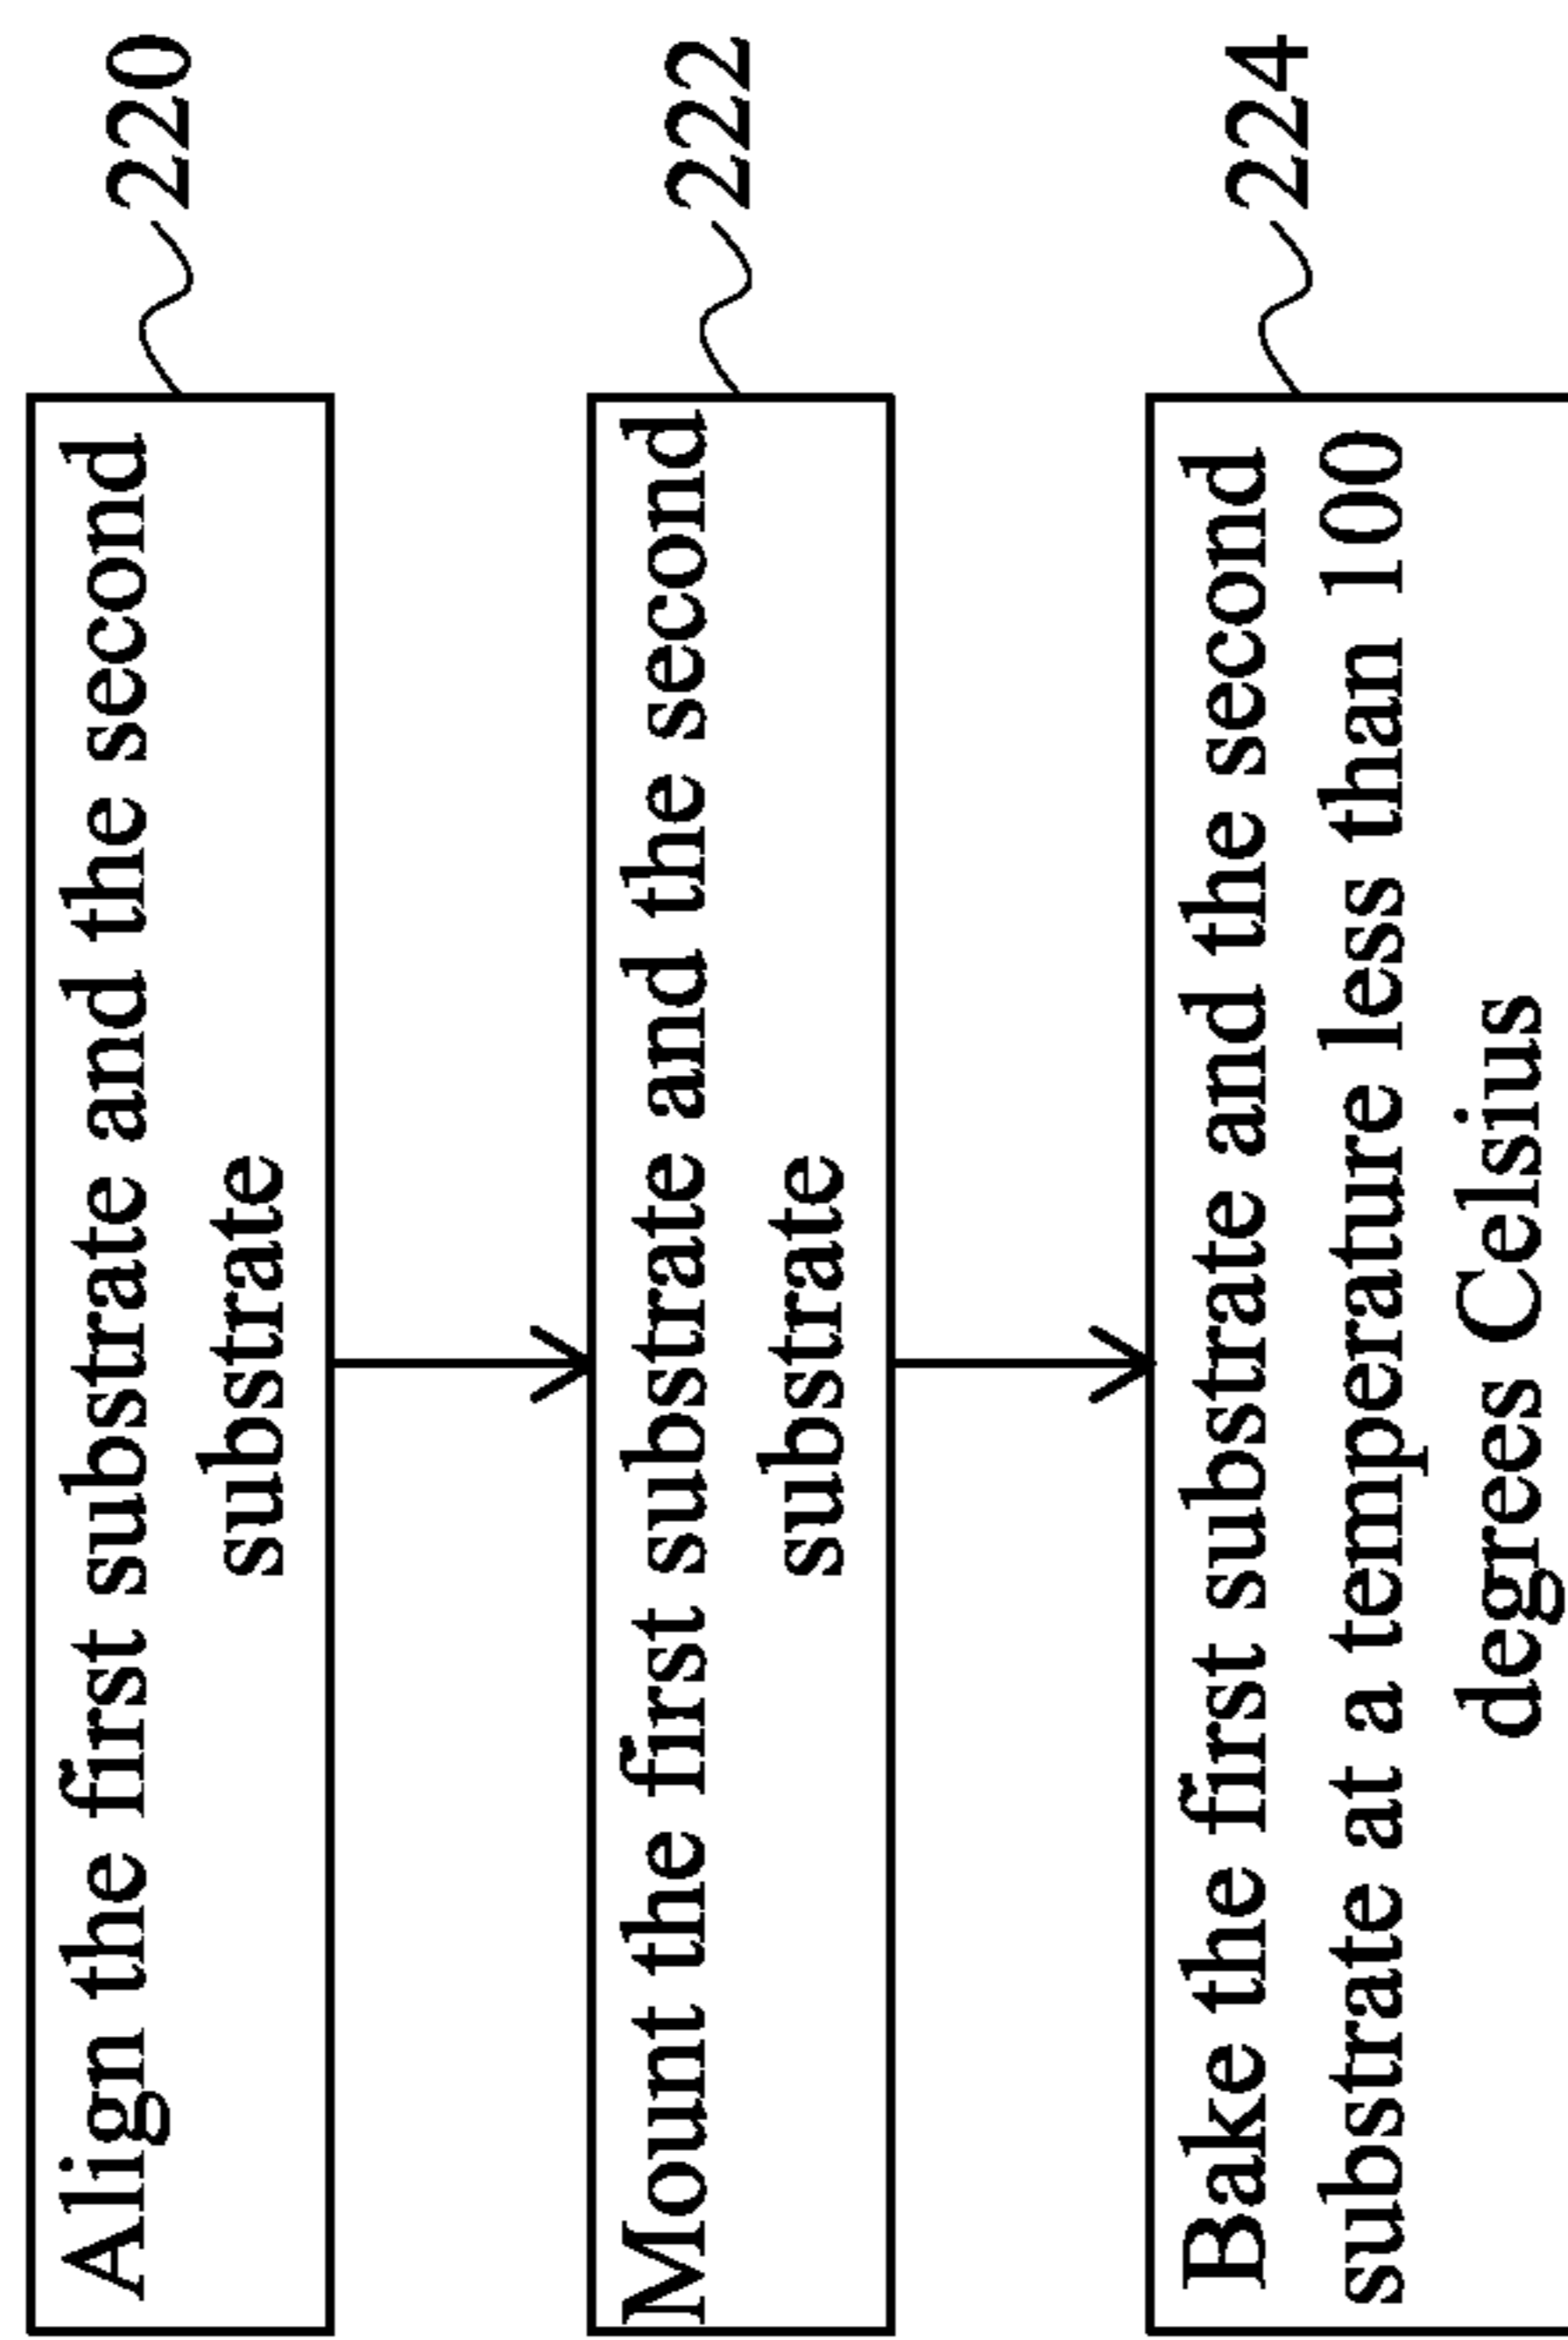 Align the first substrate and the second
substrate
220
Mount the first substrate and the second
substrate
222
Bake the first substrate and the second
substrate at a temperature less than 100
degrees Celsius
224